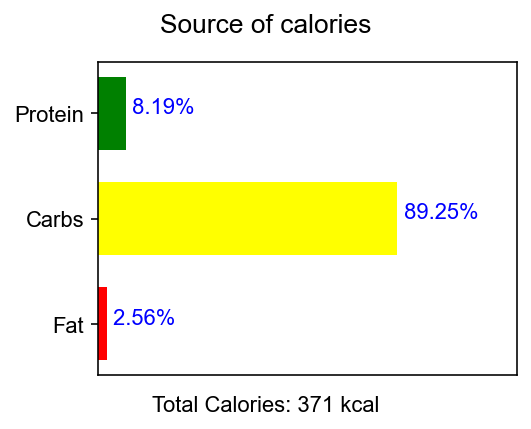 Source of calories
Protein 8.19%
Carbs 89.25%
Fat 2.56%
Total Calories: 371 kcal